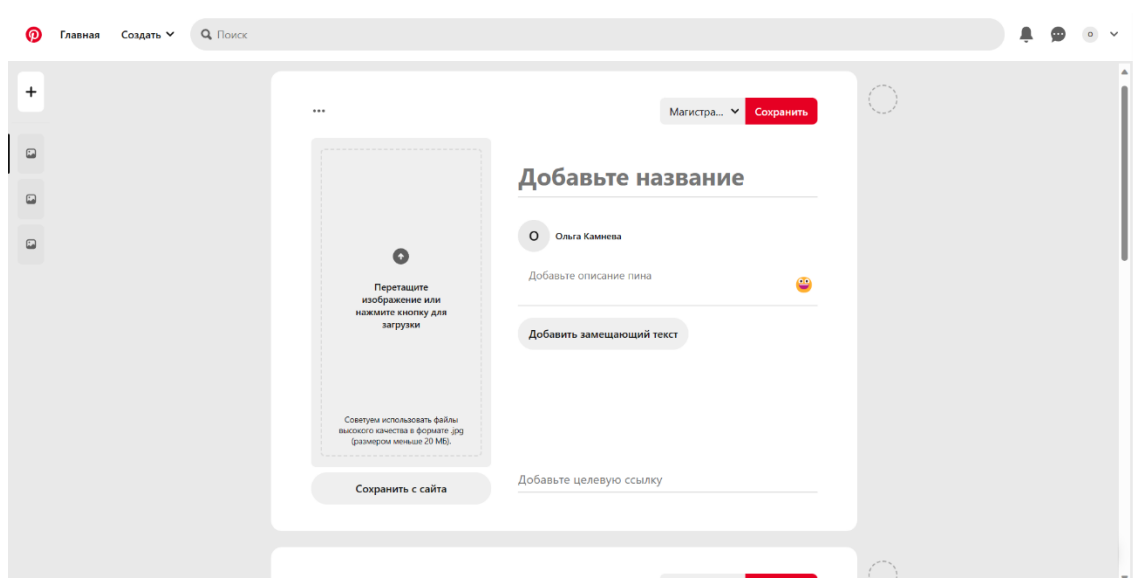 Главная
Создать
Поиск
о
Магистра...
Сохранить
Добавьте название
О
Ольга Камнева
Добавьте описание пина
Перетащите
изображение или
нажмите кнопку для
загрузки
Добавить замещающий текст
Советуем использовать файлы
высокого качества в формате .jpg
(размером меньше 20 МБ).
Добавьте целевую ссылку
Сохранить с сайта